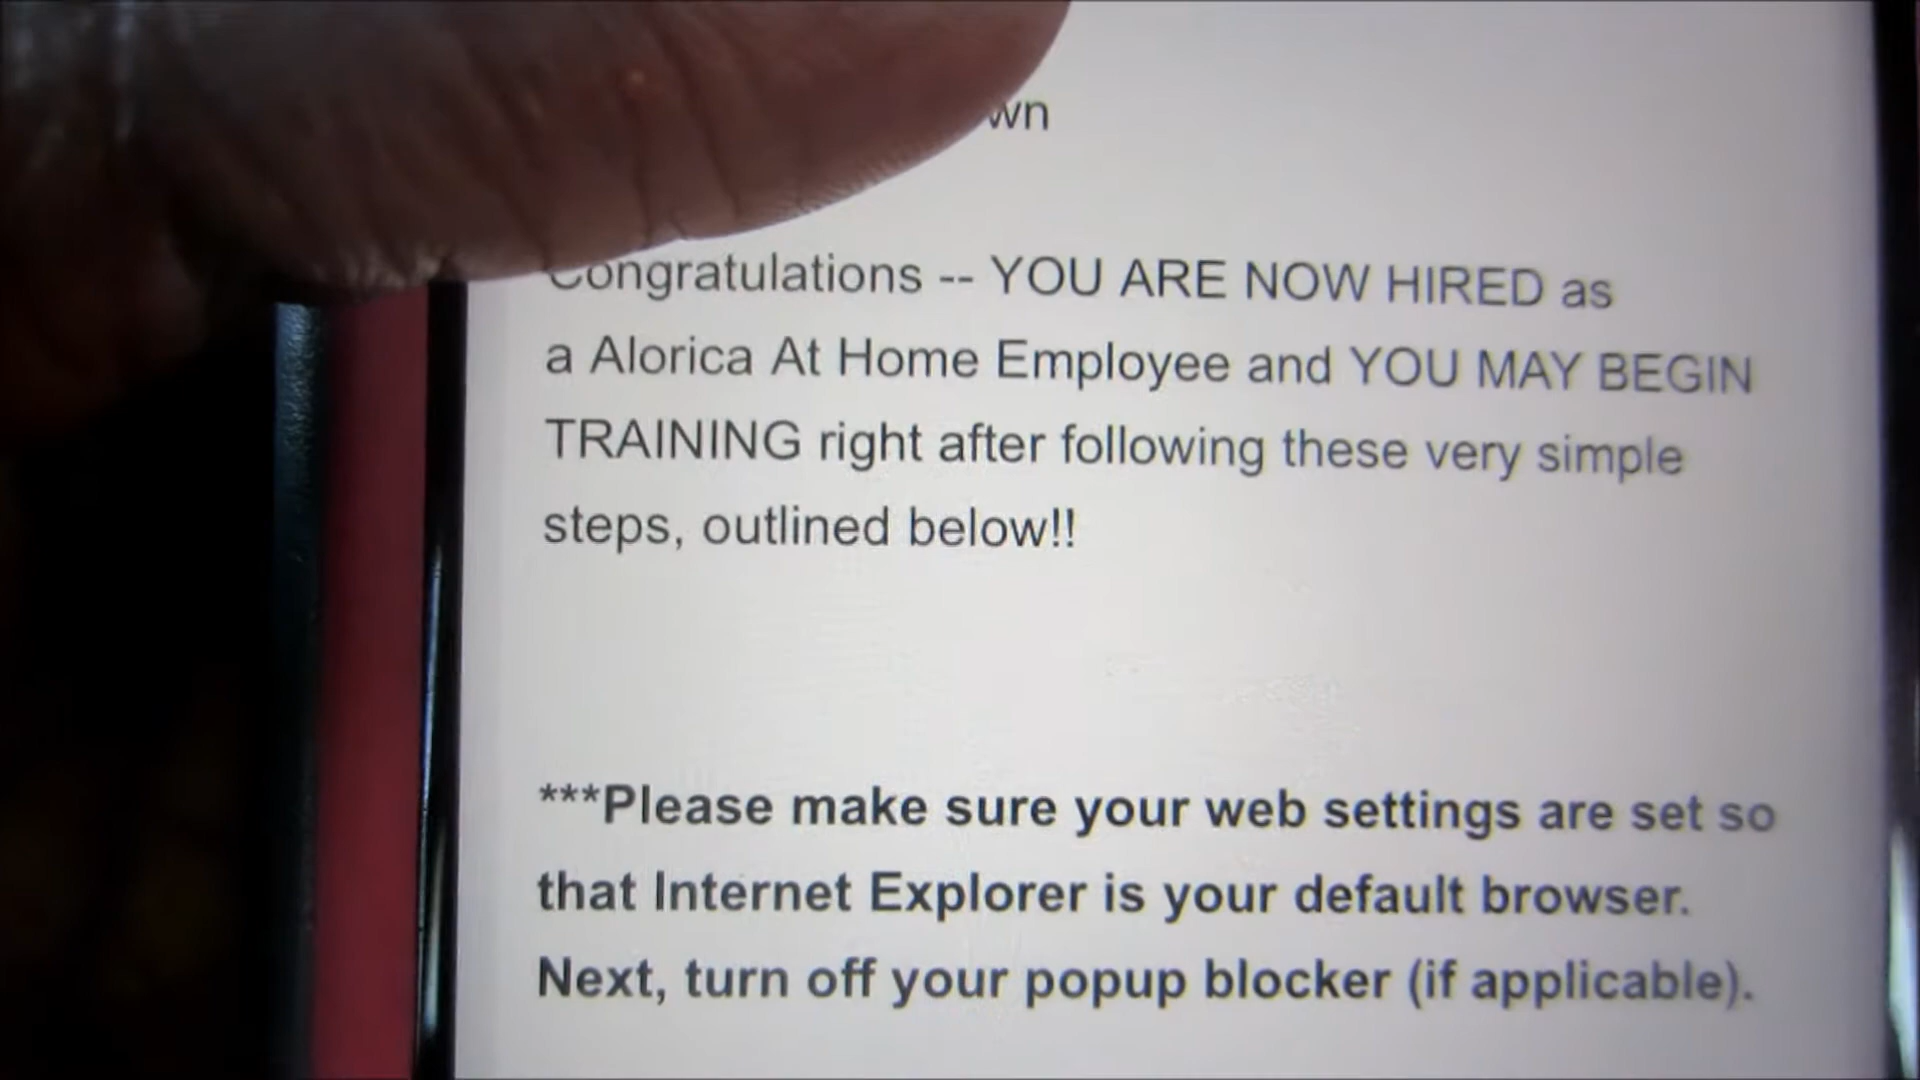 Congratulations -- YOU ARE NOW HIRED as
a Alorica At Home Employee and YOU MAY BEGIN
TRAINING right after following these very simple
steps, outlined below!!
***Please make sure your web settings are set so
that Internet Explorer is your default browser.
Next, turn off your popup blocker (if applicable).